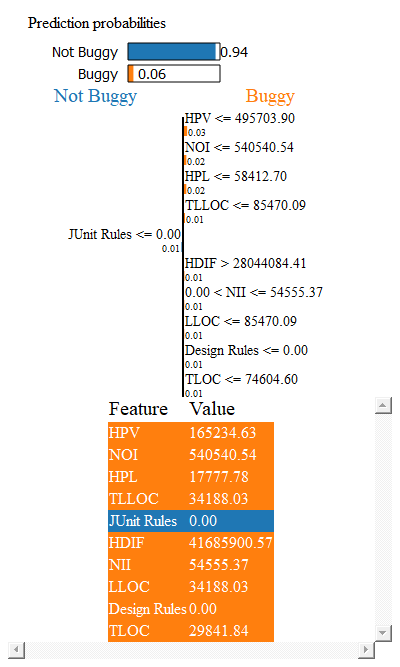 Prediction probabilities
Not Buggy 0.94
Buggy 0.06
Not Buggy Buggy
HPV <= 495703.90
0.03
NOI <= 540540.54
0.02
HPL <= 58412.70
0.02
TLLOC <= 85470.09
0.01
JUnit Rules <= 0.00
0.01
HDIF > 28044084.41
0.01
0.00 < NII <= 54555.37
0.01
LLOC <= 85470.09
0.01
Design Rules <= 0.00
0.01
TLOC <= 74604.60
0.01
Feature Value
HPV 165234.63
NOI 540540.54
HPL 17777.78
TLLOC 34188.03
JUnit Rules 0.00
HDIF 41685900.57
NII 54555.37
LLOC 34188.03
Design Rules 0.00
TLOC 29841.84